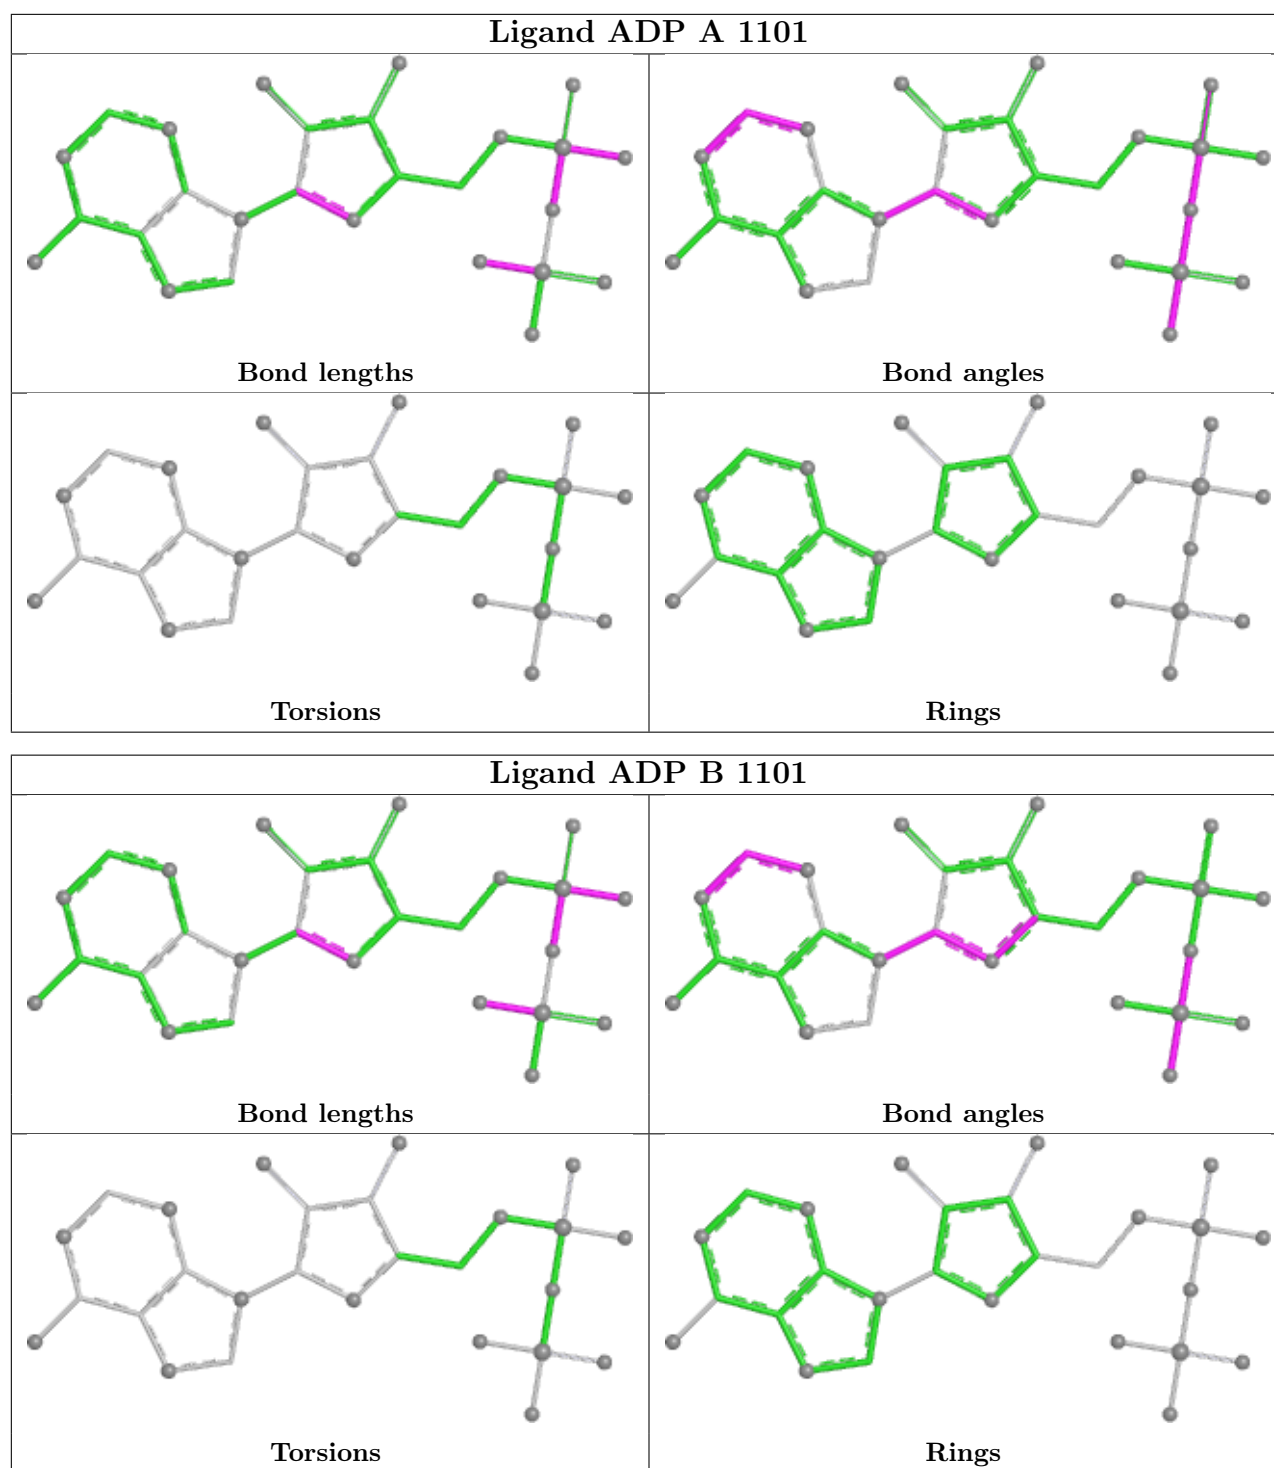 Ligand ADP A 1101
Bond lengths
Bond angles
Torsions
Rings
Ligand ADP B 1101
Bond lengths
Bond angles
Torsions
Rings